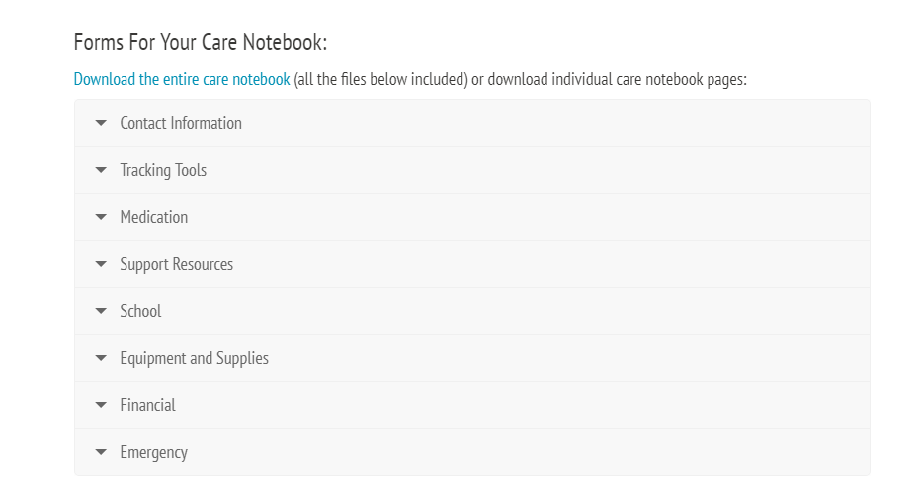 Forms For Your Care Notebook:
Download the entire care notebook (all the files below included) or download individual care notebook pages:
Contact Information
Tracking Tools
Medication
Support Resources
School
Equipment and Supplies
Financial
Emergency